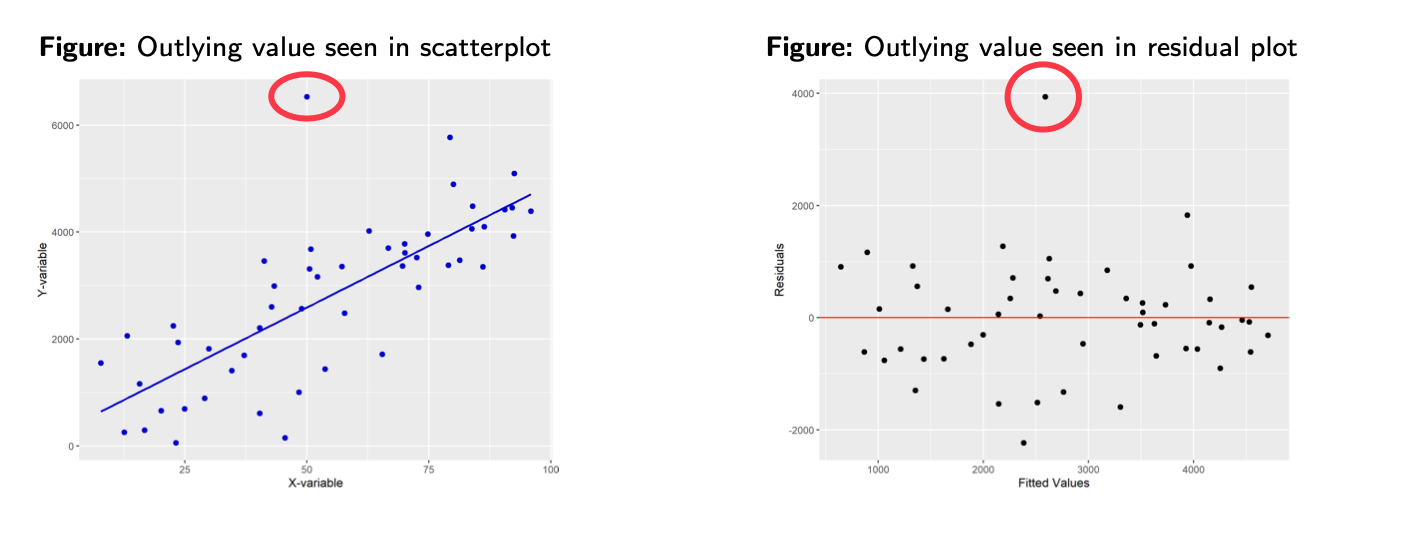 Figure: Outlying value seen in scatterplot
6000
4000
2000
0
Y-variable
25 50 75 100
X-variable
Figure: Outlying value seen in residual plot
4000
2000
0
-2000
Residuals
1000 2000 3000 4000
Fitted Values